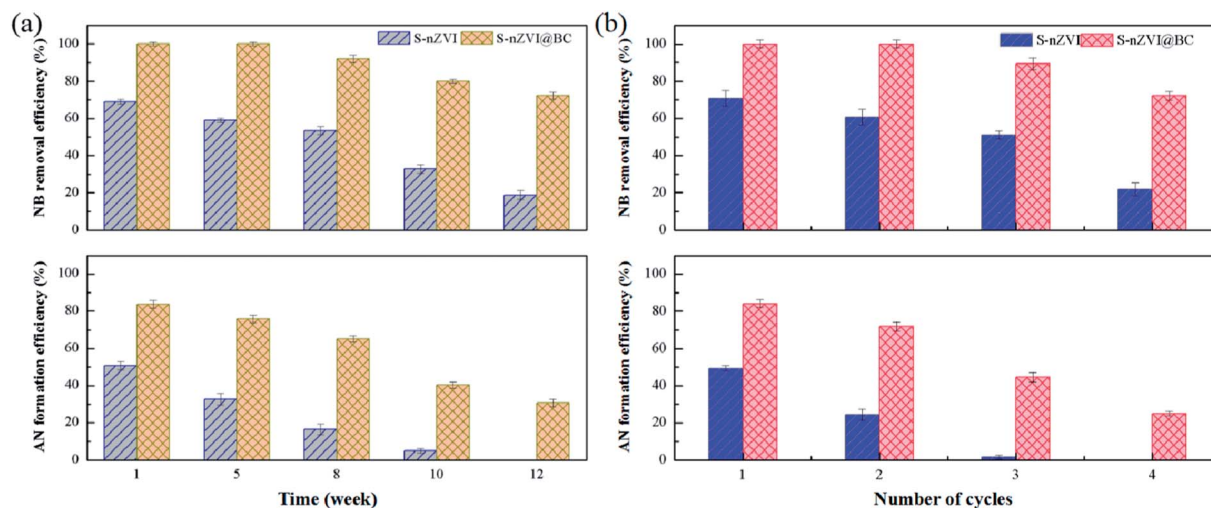 (a)
S-nZVI S-nZVI@BC
NB removal efficiency (%)
100
80
60
40
20
0
AN formation efficiency (%)
100
80
60
40
20
0
1 5 8 10 12
Time (week)
(b)
S-nZVI S-nZVI@BC
NB removal efficiency (%)
100
80
60
40
20
0
AN formation efficiency (%)
100
80
60
40
20
0
1 2 3 4
Number of cycles